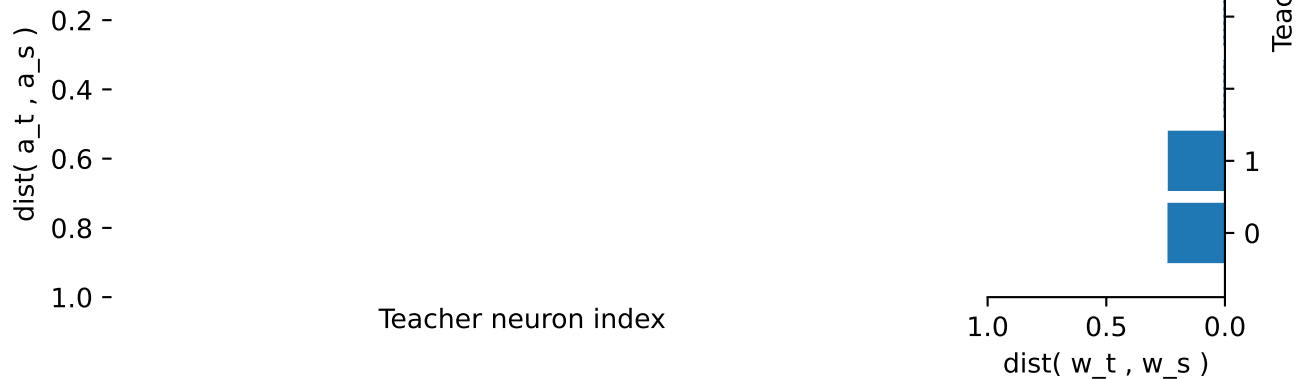 0.2
0.4
0.6
0.8
1.0
dist( a_t , a_s )
Teacher neuron index
1
0
1.0 0.5 0.0
dist( w_t , w_s )